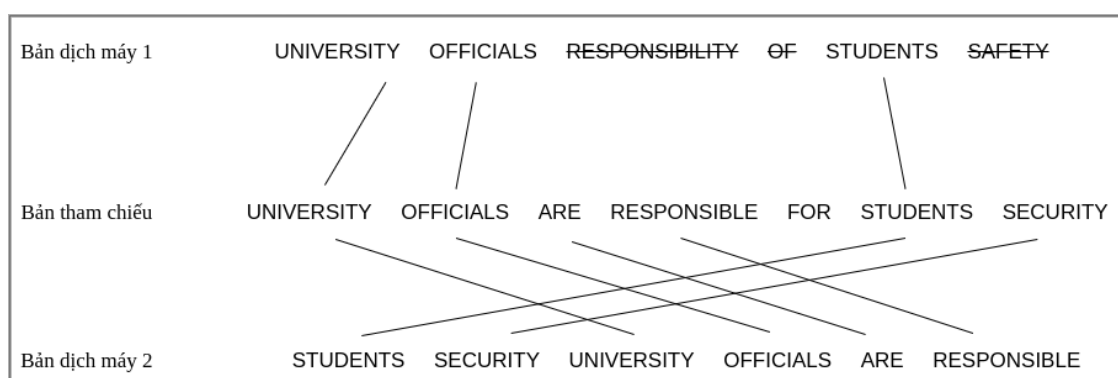 Bản dịch máy 1 UNIVERSITY OFFICIALS RESPONSIBILITY OF STUDENTS SAFETY
Bản tham chiếu UNIVERSITY OFFICIALS ARE RESPONSIBLE FOR STUDENTS SECURITY
Bản dịch máy 2 STUDENTS SECURITY UNIVERSITY OFFICIALS ARE RESPONSIBLE